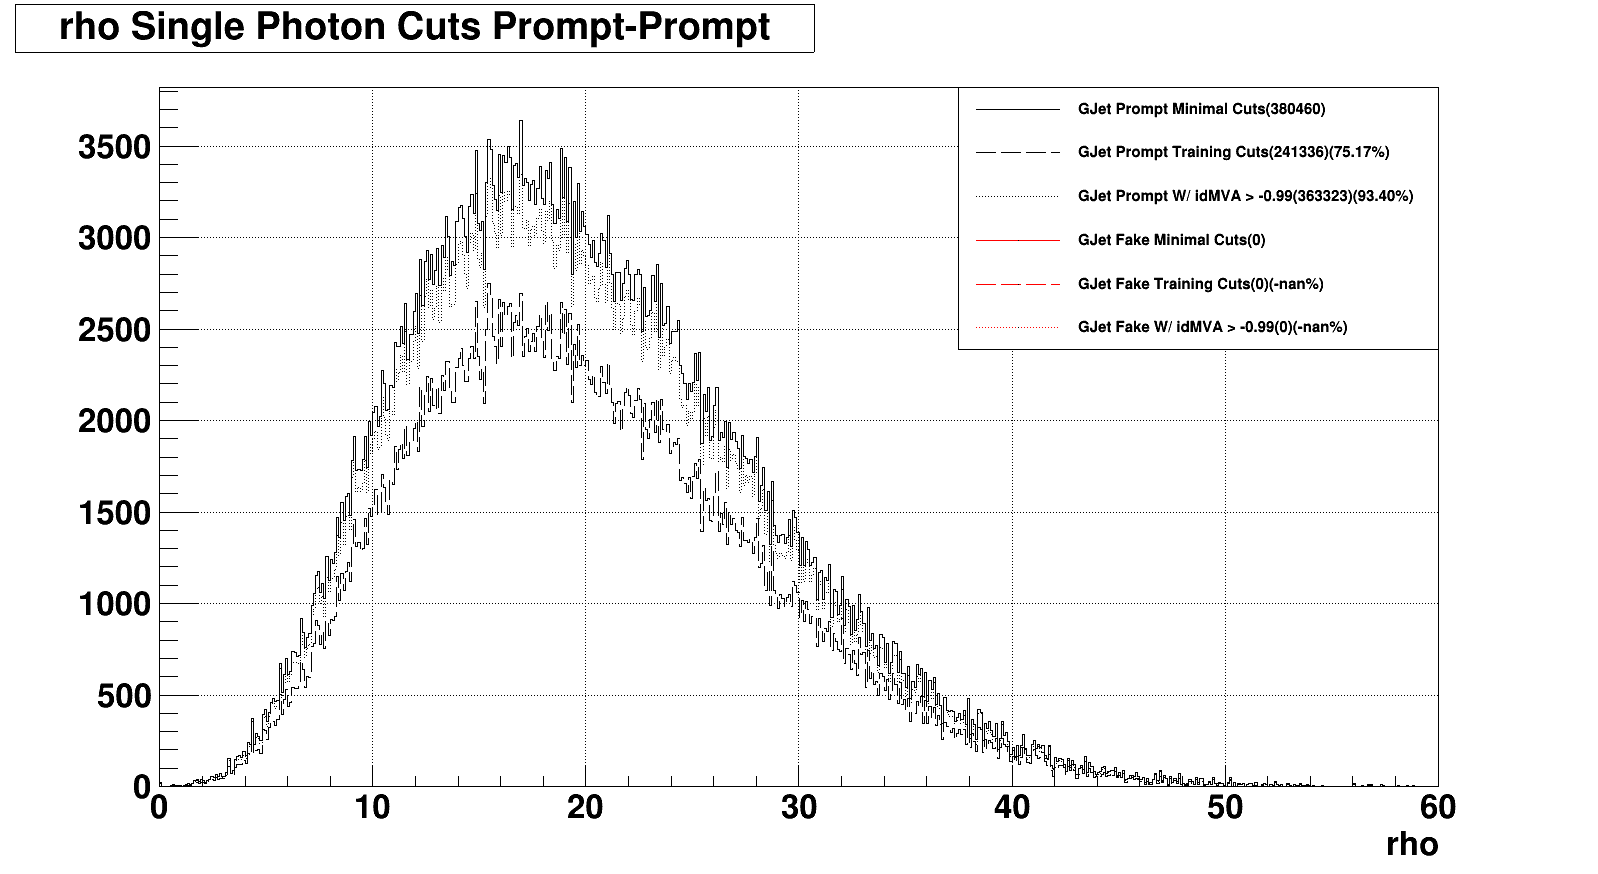 rho Single Photon Cuts Prompt-Prompt
GJet Prompt Minimal Cuts(380460)
GJet Prompt Training Cuts(241336)(75.17%)
GJet Prompt W/ idMVA > -0.99(363323)(93.40%)
GJet Fake Minimal Cuts(0)
GJet Fake Training Cuts(0)(-nan%)
GJet Fake W/ idMVA > -0.99(0)(-nan%)
3500
3000
2500
2000
1500
1000
500
0
0 10 20 30 40 50 60
rho